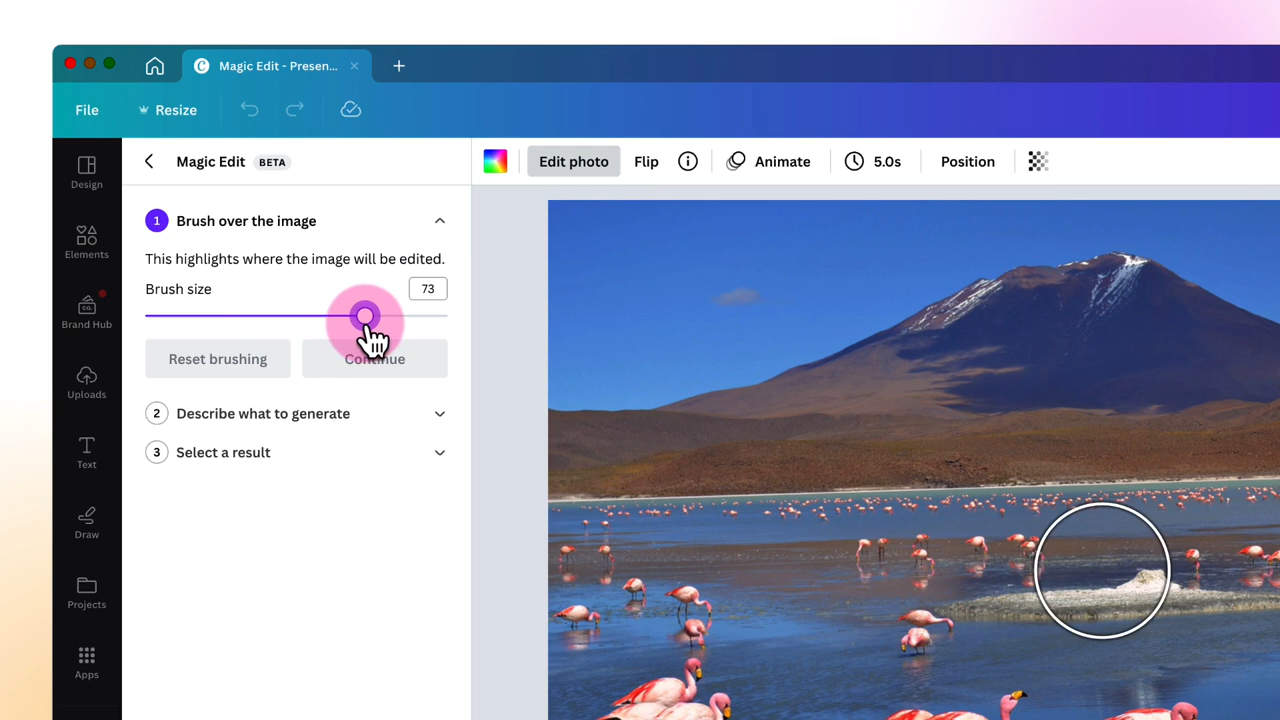 Magic Edit - Presen...
File
Resize
Design
Elements
co.
Brand Hub
Uploads
Text
Draw
Projects
Apps
Magic Edit BETA
1 Brush over the image
This highlights where the image will be edited.
Brush size 73
Reset brushing
Continue
2 Describe what to generate
3 Select a result
Edit photo
Flip
Animate
5.0s
Position